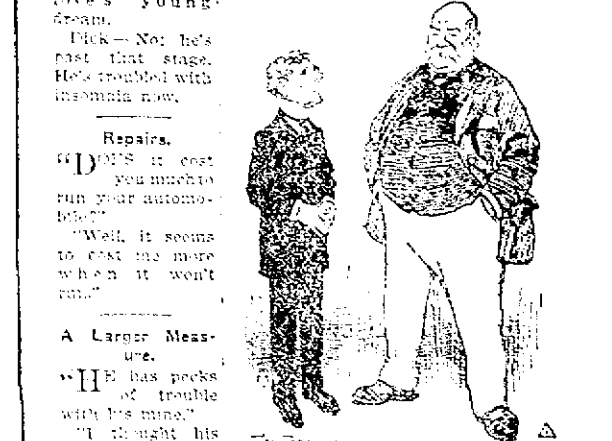 love's young
dream.
Dick—No; he's
past that stage.
He's troubled with
insomnia now.
Repairs.
"DOES it cost
you much to
run your automo-
bile?"
"Well, it seems
to cost me more
when it won't
run."
A Larger Meas-
ure.
"HE has pecks
of trouble
with his mine."
"I thought his